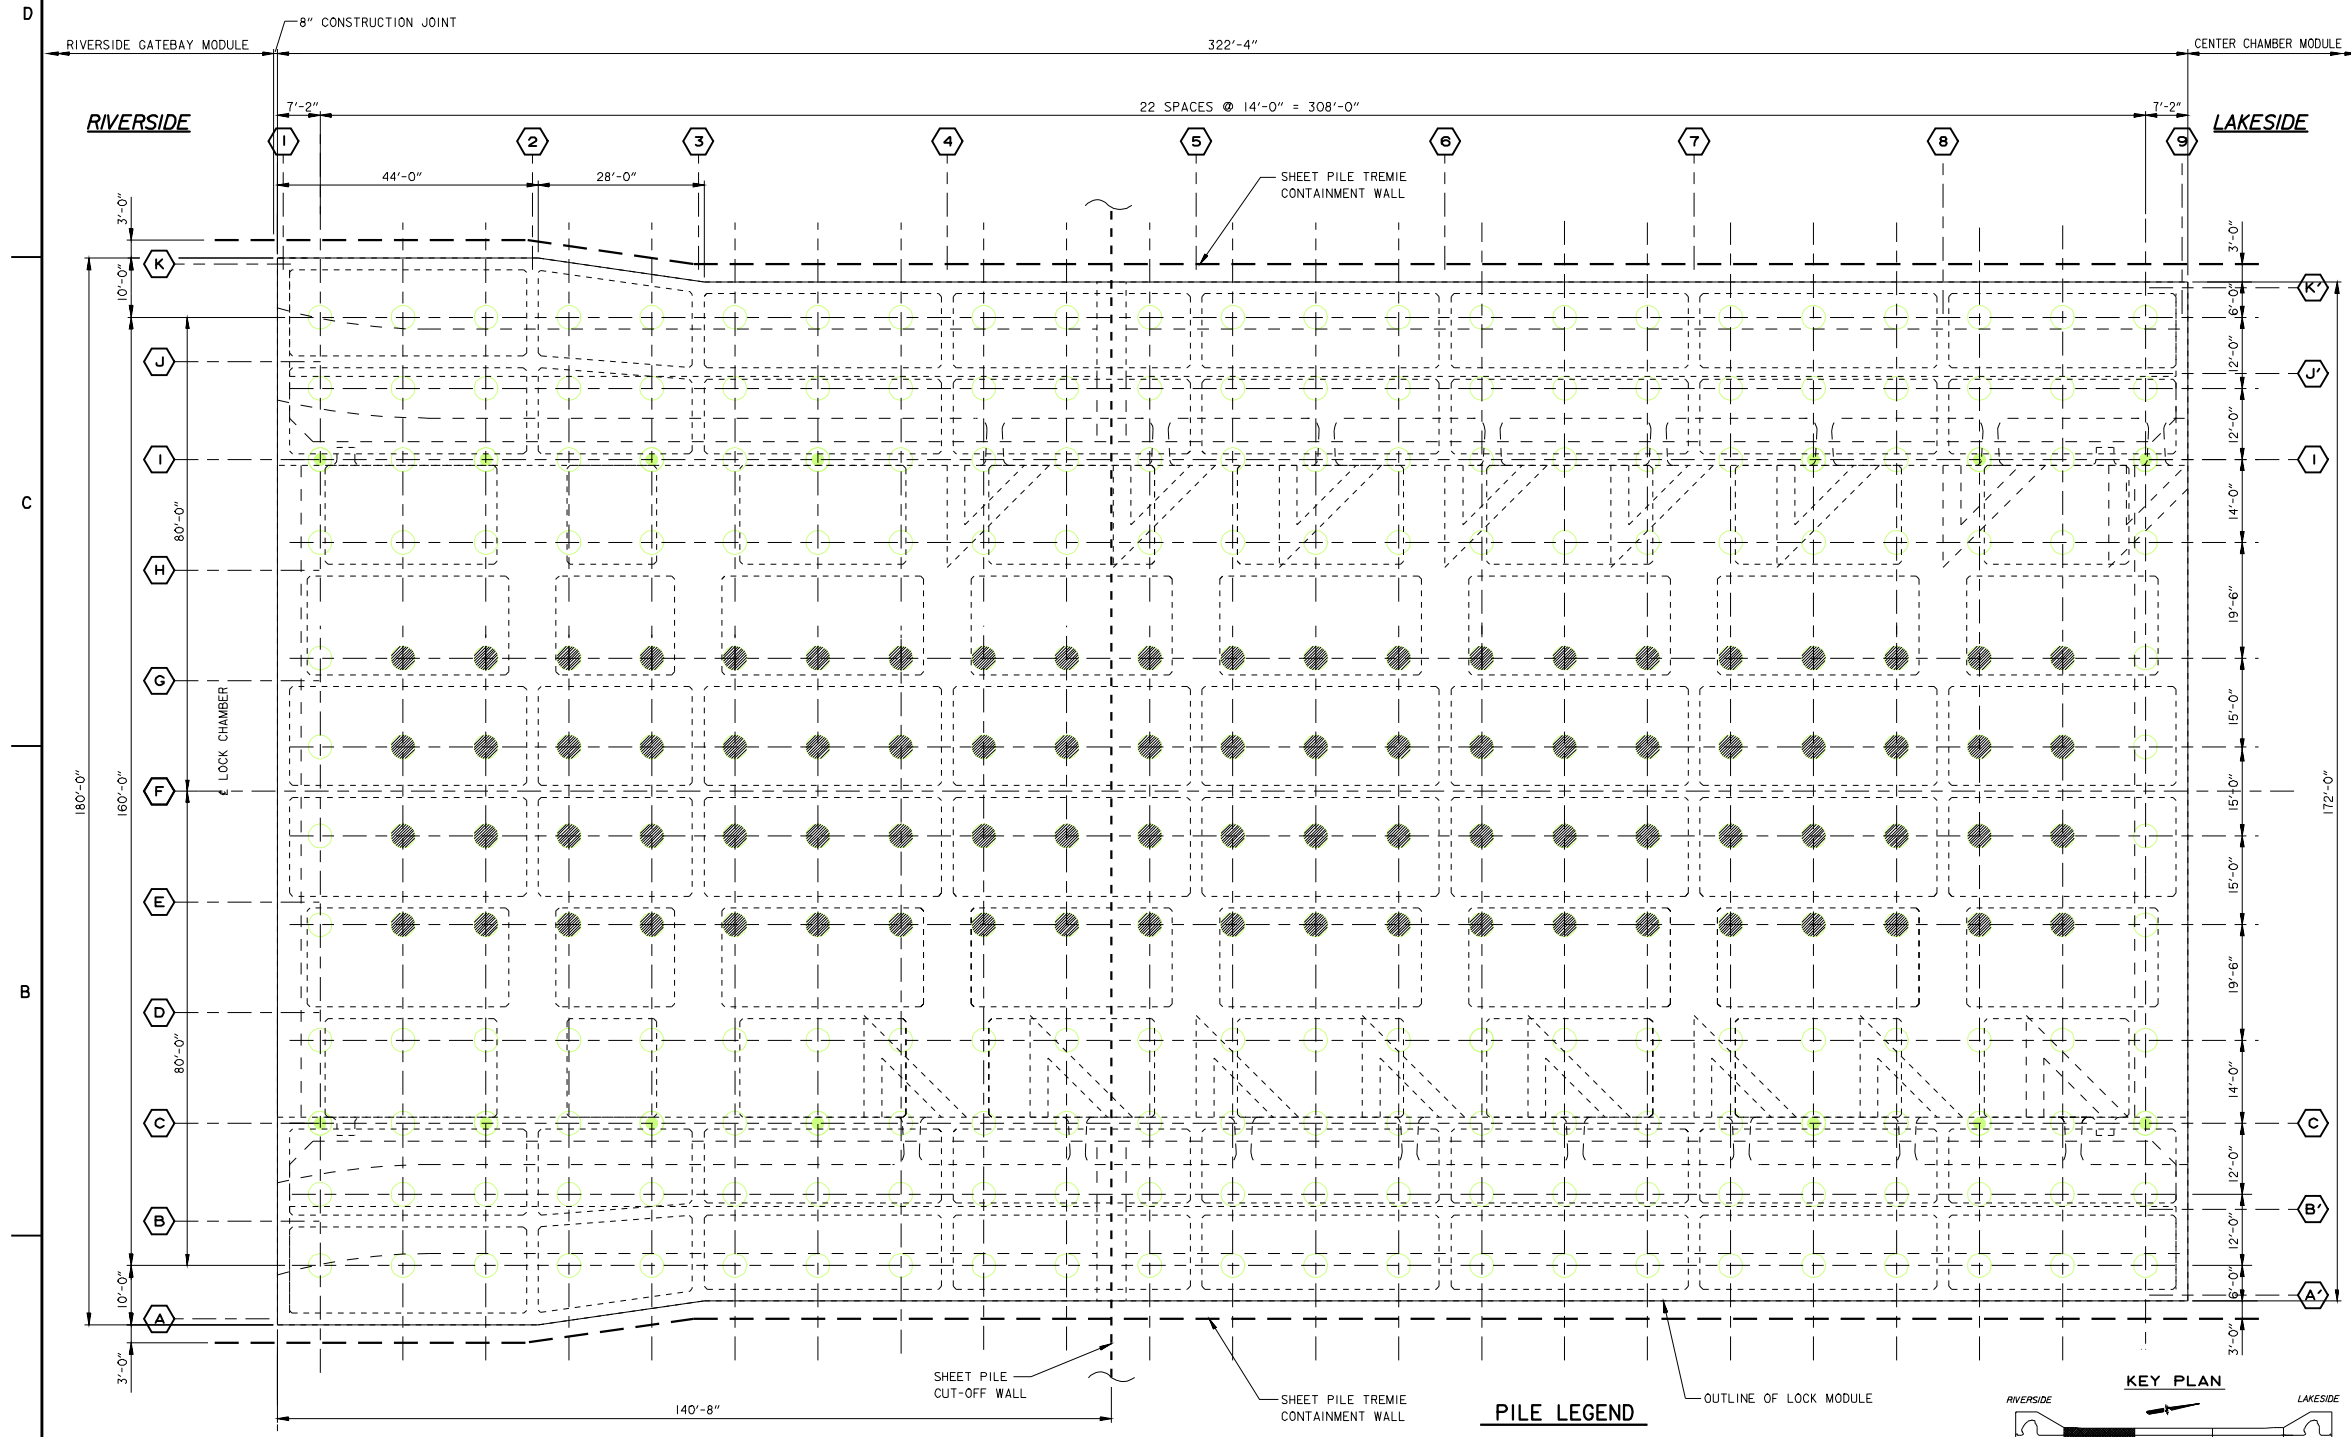 D
8" CONSTRUCTION JOINT
RIVERSIDE GATEBAY MODULE
322'-4"
CENTER CHAMBER MODULE
7'-2"
22 SPACES @ 14'-0" = 308'-0"
7'-2"
RIVERSIDE
LAKESIDE
1
2
3
4
5
6
7
8
9
44'-0"
28'-0"
SHEET PILE TREMIE
CONTAINMENT WALL
3'-0"
3'-0"
K
K'
10'-0"
6'-0"
J
J'
12'-0"
I
12'-0"
I
C
80'-0"
14'-0"
H
19'-6"
G
℄ LOCK CHAMBER
15'-0"
180'-0"
160'-0"
F
15'-0"
172'-0"
15'-0"
E
B
19'-6"
D
80'-0"
14'-0"
C
C
12'-0"
B
B'
12'-0"
10'-0"
6'-0"
A
A'
3'-0"
3'-0"
SHEET PILE
CUT-OFF WALL
140'-8"
SHEET PILE TREMIE
CONTAINMENT WALL
OUTLINE OF LOCK MODULE
PILE LEGEND
KEY PLAN
RIVERSIDE
LAKESIDE